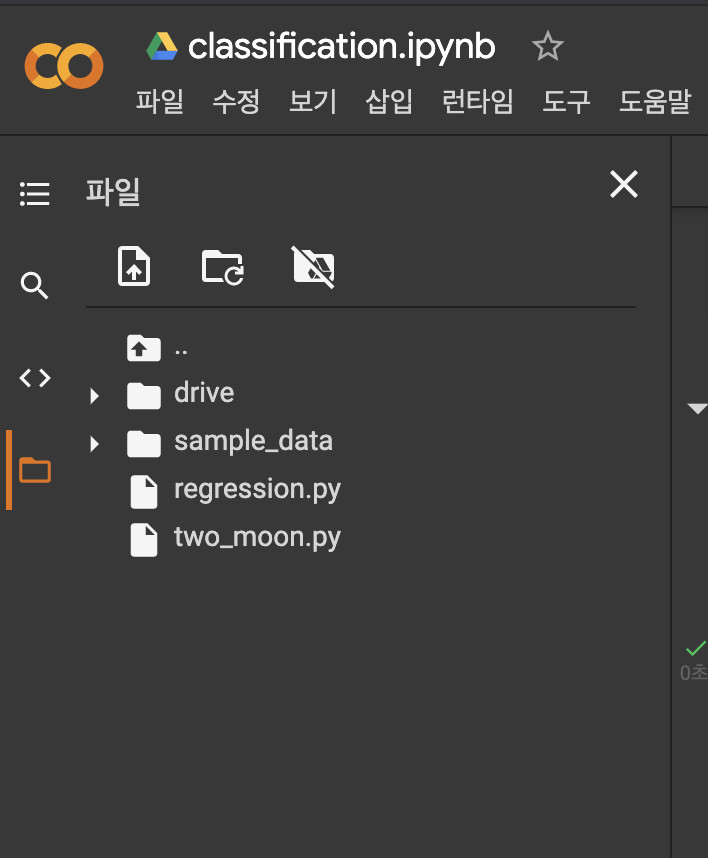 classification.ipynb
파일 수정 보기 삽입 런타임 도구 도움말
파일
..
drive
sample_data
regression.py
two_moon.py
0초